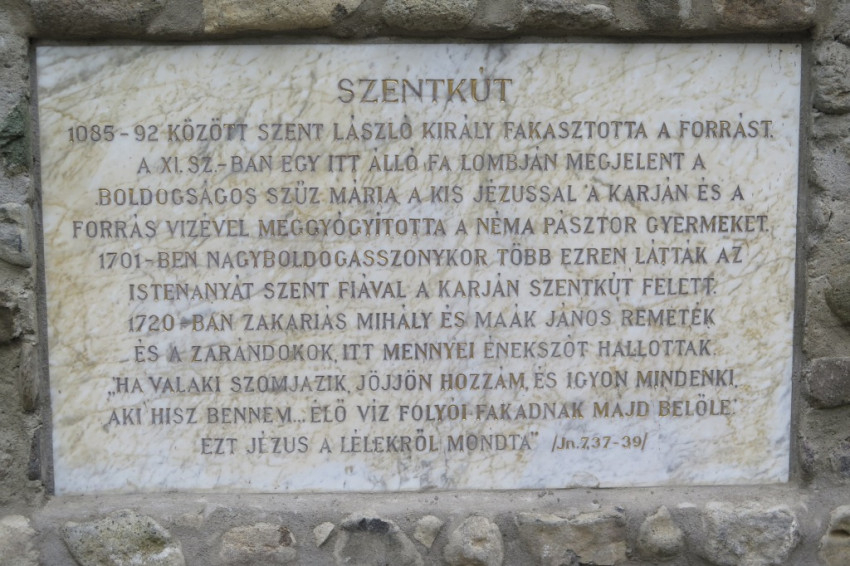 SZENTKÚT
1085-92 KÖZÖTT SZENT LÁSZLÓ KIRÁLY FAKASZTOTTA A FORRÁST.
A XI. SZ.-BAN EGY ITT ÁLLÓ FA LOMBJÁN MEGJELENT A
BOLDOGSÁGOS SZŰZ MÁRIA A KIS JÉZUSSAL A KARJÁN ÉS A
FORRÁS VIZÉVEL MEGGYÓGYÍTOTTA A NÉMA PÁSZTOR GYERMEKET.
1701-BEN NAGYBOLDOGASSZONYKOR TÖBB EZREN LÁTTÁK AZ
ISTENANYÁT SZENT FIÁVAL A KARJÁN SZENTKÚT FELETT.
1720-BAN ZAKARIÁS MIHÁLY ÉS MAÁK JÁNOS REMETÉK
ÉS A ZARÁNDOKOK ITT MENNYEI ÉNEKSZÓT HALLOTTAK.
„HA VALAKI SZOMJAZIK, JÖJJÖN HOZZÁM, ÉS IGYON MINDENKI,
AKI HISZ BENNEM... ÉLŐ VÍZ FOLYÓI FAKADNAK MAJD BELŐLE.
EZT JÉZUS A LÉLEKRŐL MONDTA" /Jn.7,37-39/